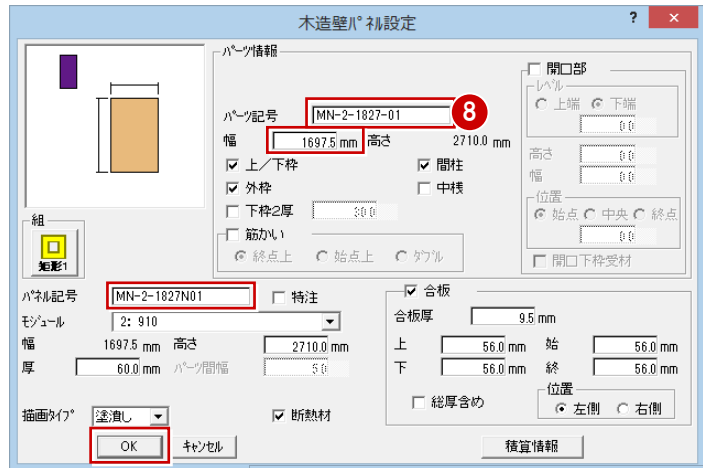 木造壁ﾊﾟﾈﾙ設定
? ×
ﾊﾟｰﾂ情報
ﾊﾟｰﾂ記号 MN-2-1827-01 8
幅 1697.5 mm 高さ 2710.0 mm
上／下枠 間柱
外枠 中桟
下枠2厚 30.0
筋かい
終点上 始点上 ﾀﾞﾌﾞﾙ
開口部
ﾚﾍﾞﾙ
上端 下端
0.0
高さ 0.0
幅 0.0
位置
始点 中央 終点
0.0
開口下枠受材
組
矩形1
ﾊﾟﾈﾙ記号 MN-2-1827N01 特注
ﾓｼﾞｭｰﾙ 2: 910
幅 1697.5 mm 高さ 2710.0 mm
厚 60.0 mm ﾊﾟｰﾂ間幅 5.0
描画ﾀｲﾌﾟ 塗潰し 断熱材
合板
合板厚 9.5 mm
上 56.0 mm 始 56.0 mm
下 56.0 mm 終 56.0 mm
総厚含め
位置
左側 右側
OK ｷｬﾝｾﾙ 積算情報